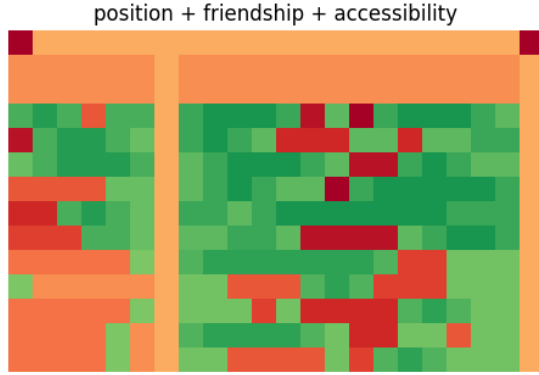 position + friendship + accessibility